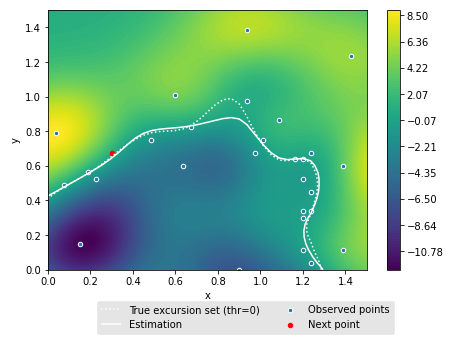 1.4
1.2
1.0
0.8
0.6
0.4
0.2
0.0
y
0.0 0.2 0.4 0.6 0.8 1.0 1.2 1.4
x
8.50
6.36
4.22
2.07
−0.07
−2.21
−4.35
−6.50
−8.64
−10.78
True excursion set (thr=0)
Estimation
Observed points
Next point